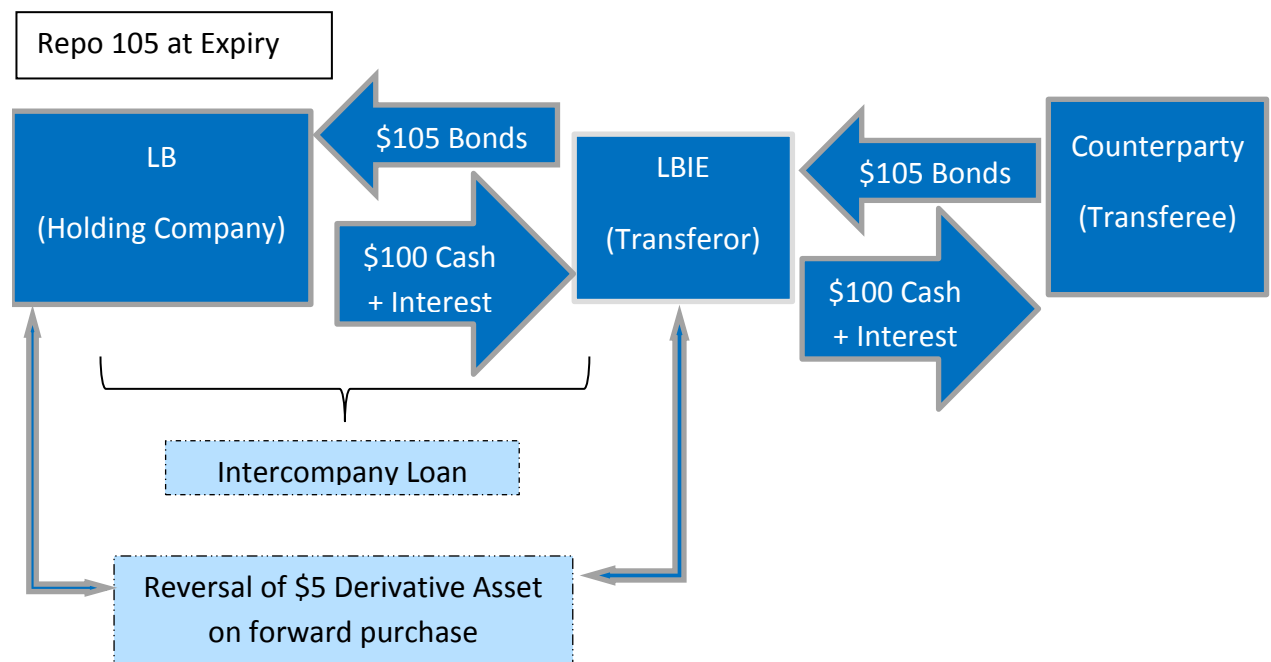 Repo 105 at Expiry
LB
(Holding Company)
$105 Bonds
$100 Cash
+ Interest
LBIE
(Transferor)
$105 Bonds
$100 Cash
+ Interest
Counterparty
(Transferee)
Intercompany Loan
Reversal of $5 Derivative Asset
on forward purchase